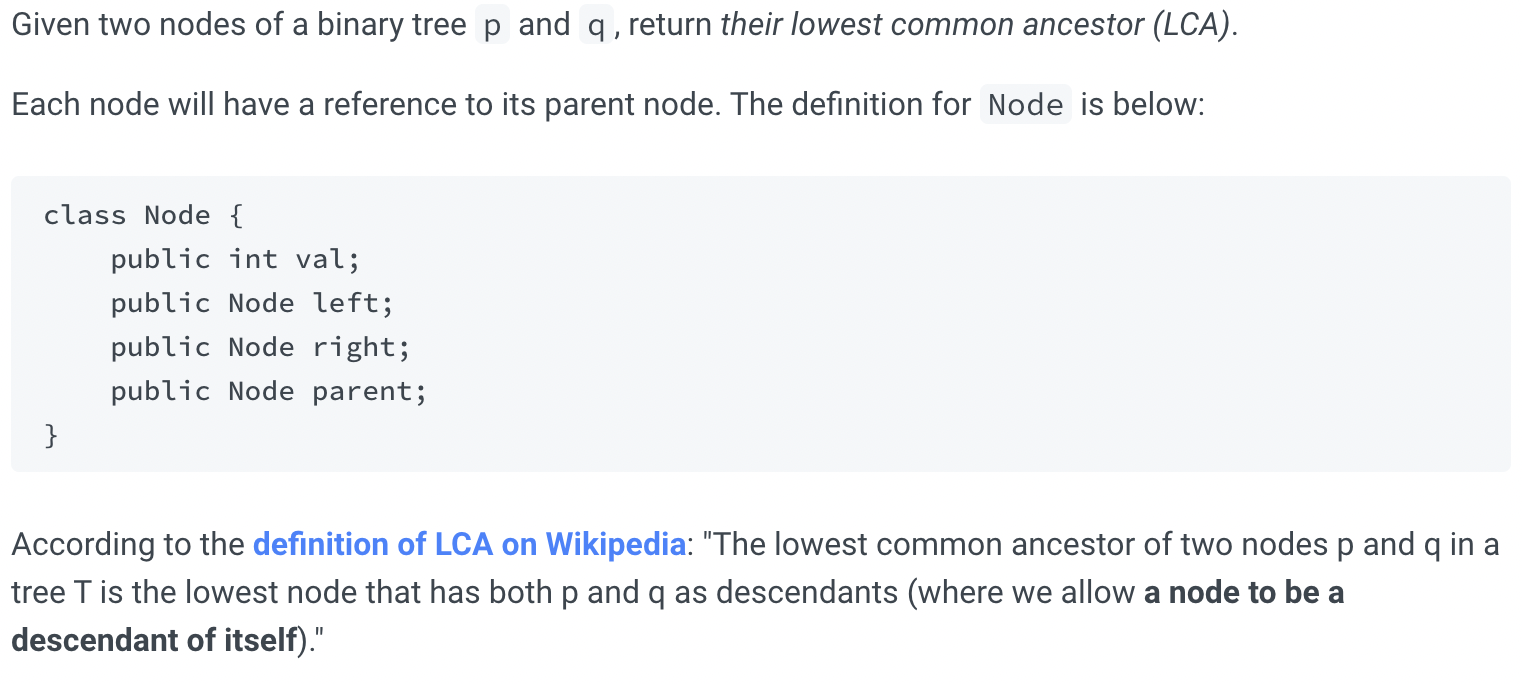 Given two nodes of a binary tree p and q, return their lowest common ancestor (LCA).
Each node will have a reference to its parent node. The definition for Node is below:
class Node {
    public int val;
    public Node left;
    public Node right;
    public Node parent;
}
According to the definition of LCA on Wikipedia: "The lowest common ancestor of two nodes p and q in a
tree T is the lowest node that has both p and q as descendants (where we allow a node to be a
descendant of itself)."